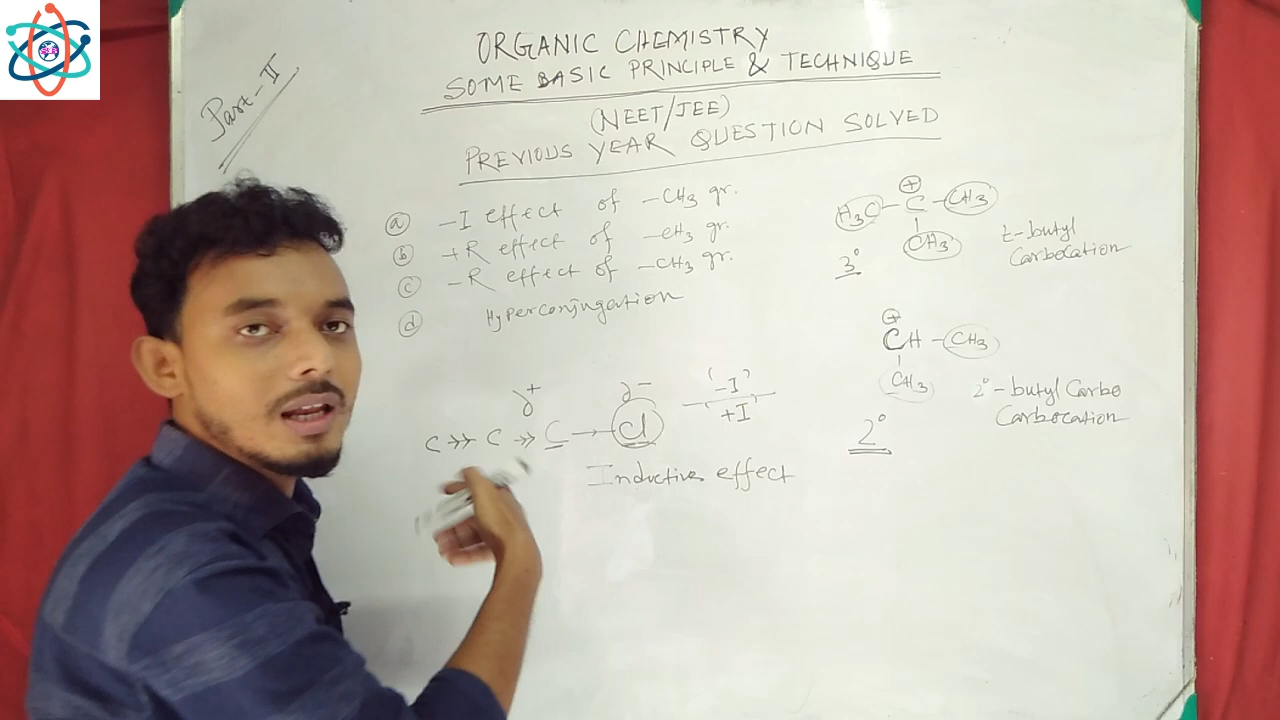 Part-II
ORGANIC CHEMISTRY
SOME BASIC PRINCIPLE & TECHNIQUE
(NEET/JEE)
PREVIOUS YEAR QUESTION SOLVED
(a) -I effect of -CH3 gr.
(b) +R effect of -CH3 gr.
(c) -R effect of -CH3 gr.
(d) Hyperconjugation
⊕
H3C - C - CH3
CH3
3°
t-butyl
Carbocation
⊕
CH - CH3
CH3
2°
2°-butyl Carbo
Carbocation
δ+ δ-
C →→ C →→ C → Cl
'-I'
'+I'
Inductive effect